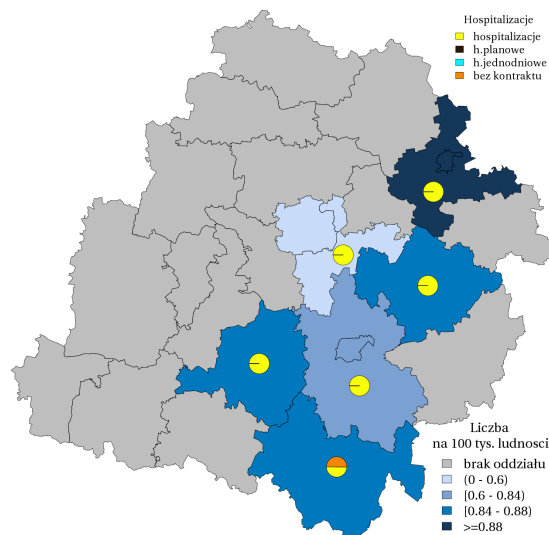 Hospitalizacje
hospitalizacje
h.planowe
h.jednodniowe
bez kontraktu
Liczba
na 100 tys. ludnosci
brak oddziału
(0 - 0.6)
[0.6 - 0.84)
[0.84 - 0.88)
>=0.88